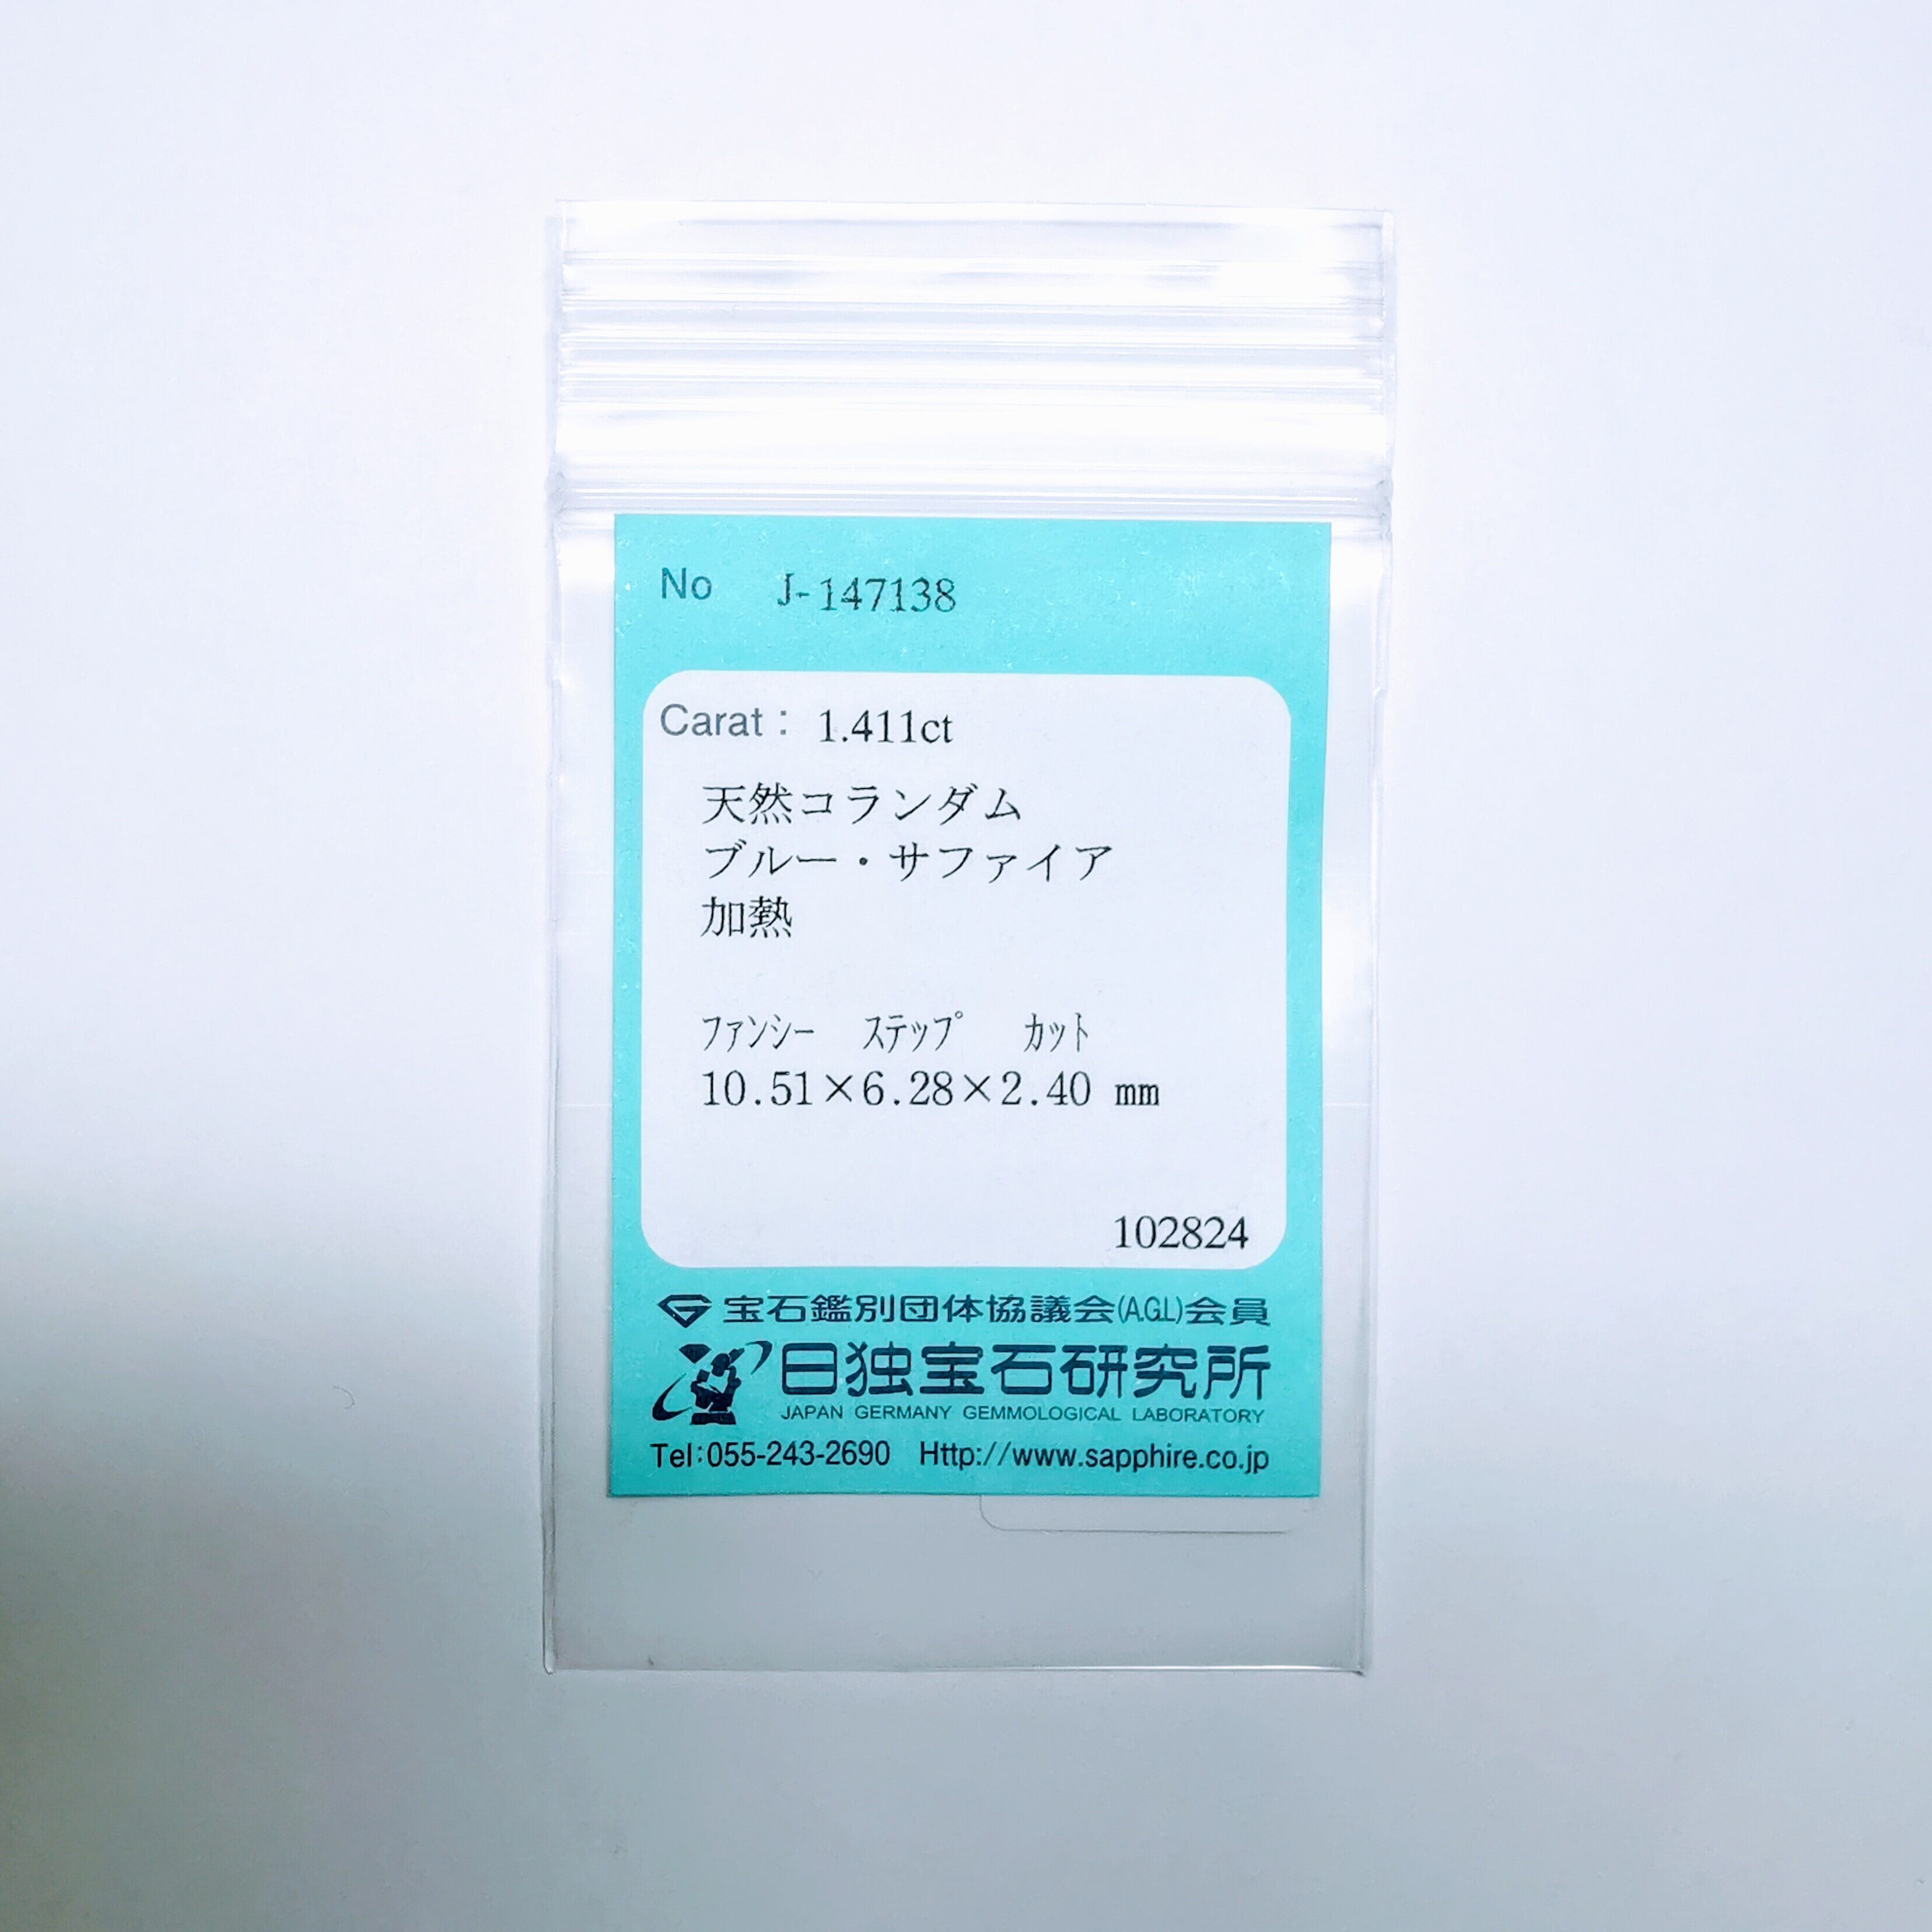 No J-147138
Carat： 1.411ct
天然コランダム
ブルー・サファイア
加熱
ﾌｧﾝｼｰ ｽﾃｯﾌﾟ ｶｯﾄ
10.51×6.28×2.40 mm
102824
宝石鑑別団体協議会(A.G.L)会員
日独宝石研究所
JAPAN GERMANY GEMMOLOGICAL LABORATORY
Tel:055-243-2690 Http://www.sapphire.co.jp